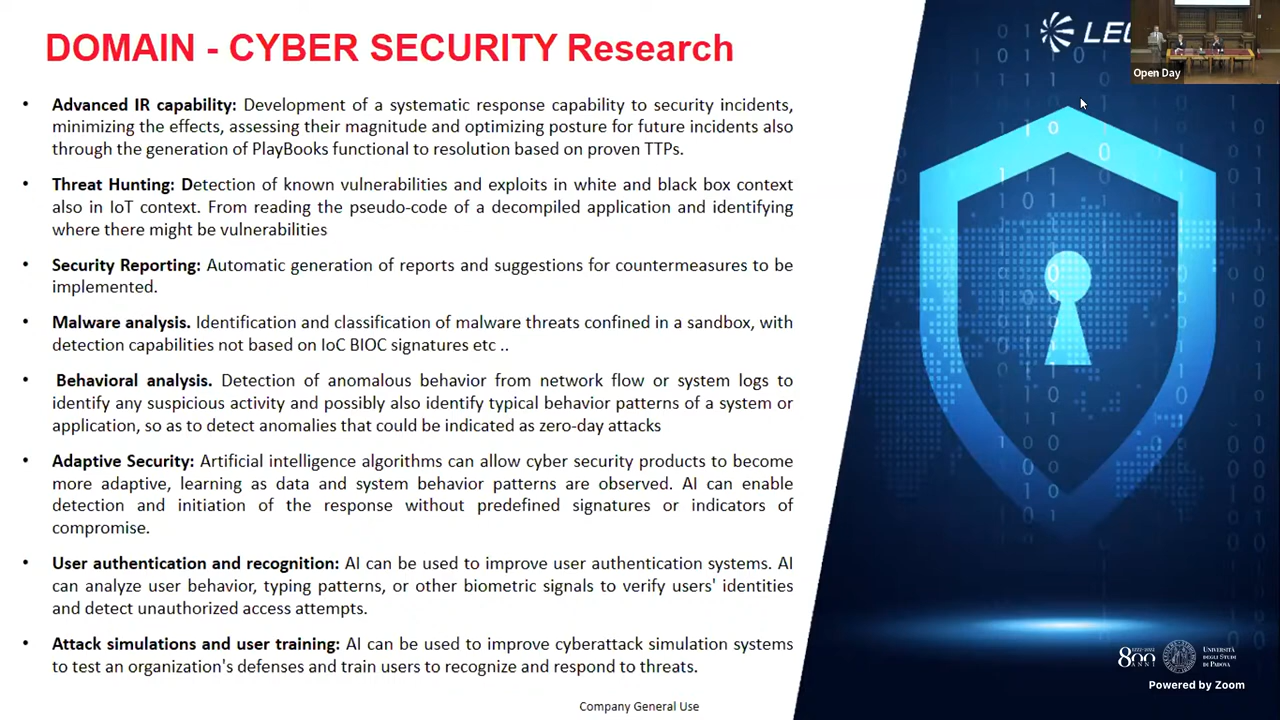 DOMAIN - CYBER SECURITY Research
• Advanced IR capability: Development of a systematic response capability to security incidents,
minimizing the effects, assessing their magnitude and optimizing posture for future incidents also
through the generation of PlayBooks functional to resolution based on proven TTPs.
• Threat Hunting: Detection of known vulnerabilities and exploits in white and black box context
also in IoT context. From reading the pseudo-code of a decompiled application and identifying
where there might be vulnerabilities
• Security Reporting: Automatic generation of reports and suggestions for countermeasures to be
implemented.
• Malware analysis. Identification and classification of malware threats confined in a sandbox, with
detection capabilities not based on IoC BIOC signatures etc ..
• Behavioral analysis. Detection of anomalous behavior from network flow or system logs to
identify any suspicious activity and possibly also identify typical behavior patterns of a system or
application, so as to detect anomalies that could be indicated as zero-day attacks
• Adaptive Security: Artificial intelligence algorithms can allow cyber security products to become
more adaptive, learning as data and system behavior patterns are observed. AI can enable
detection and initiation of the response without predefined signatures or indicators of
compromise.
• User authentication and recognition: AI can be used to improve user authentication systems. AI
can analyze user behavior, typing patterns, or other biometric signals to verify users' identities
and detect unauthorized access attempts.
• Attack simulations and user training: AI can be used to improve cyberattack simulation systems
to test an organization's defenses and train users to recognize and respond to threats.
Company General Use
Open Day
800
ANNI
UNIVERSITÀ
DEGLI STUDI
DI PADOVA
Powered by Zoom